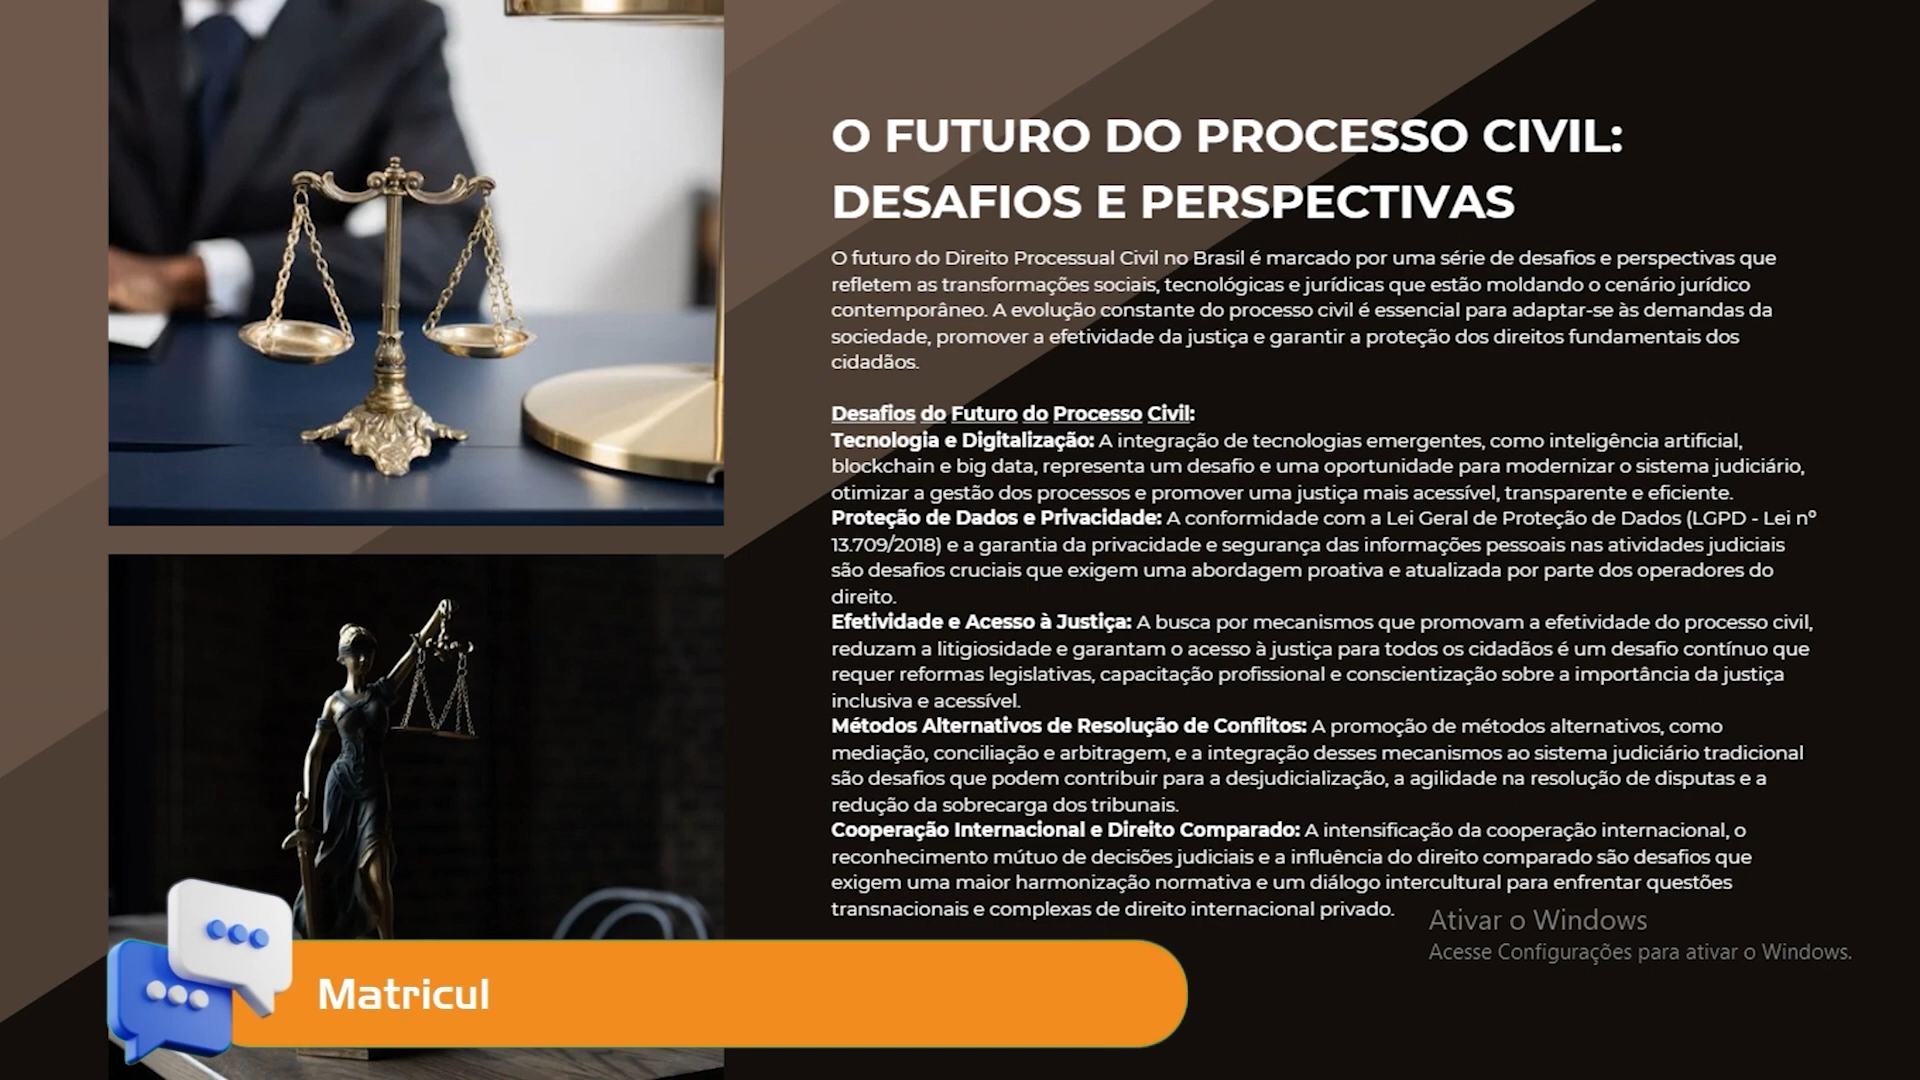 O FUTURO DO PROCESSO CIVIL:
DESAFIOS E PERSPECTIVAS
O futuro do Direito Processual Civil no Brasil é marcado por uma série de desafios e perspectivas que
refletem as transformações sociais, tecnológicas e jurídicas que estão moldando o cenário jurídico
contemporâneo. A evolução constante do processo civil é essencial para adaptar-se às demandas da
sociedade, promover a efetividade da justiça e garantir a proteção dos direitos fundamentais dos
cidadãos.
Desafios do Futuro do Processo Civil:
Tecnologia e Digitalização: A integração de tecnologias emergentes, como inteligência artificial,
blockchain e big data, representa um desafio e uma oportunidade para modernizar o sistema judiciário,
otimizar a gestão dos processos e promover uma justiça mais acessível, transparente e eficiente.
Proteção de Dados e Privacidade: A conformidade com a Lei Geral de Proteção de Dados (LGPD - Lei nº
13.709/2018) e a garantia da privacidade e segurança das informações pessoais nas atividades judiciais
são desafios cruciais que exigem uma abordagem proativa e atualizada por parte dos operadores do
direito.
Efetividade e Acesso à Justiça: A busca por mecanismos que promovam a efetividade do processo civil,
reduzam a litigiosidade e garantam o acesso à justiça para todos os cidadãos é um desafio contínuo que
requer reformas legislativas, capacitação profissional e conscientização sobre a importância da justiça
inclusiva e acessível.
Métodos Alternativos de Resolução de Conflitos: A promoção de métodos alternativos, como
mediação, conciliação e arbitragem, e a integração desses mecanismos ao sistema judiciário tradicional
são desafios que podem contribuir para a desjudicialização, a agilidade na resolução de disputas e a
redução da sobrecarga dos tribunais.
Cooperação Internacional e Direito Comparado: A intensificação da cooperação internacional, o
reconhecimento mútuo de decisões judiciais e a influência do direito comparado são desafios que
exigem uma maior harmonização normativa e um diálogo intercultural para enfrentar questões
transnacionais e complexas de direito internacional privado.
Ativar o Windows
Acesse Configurações para ativar o Windows.
Matricul